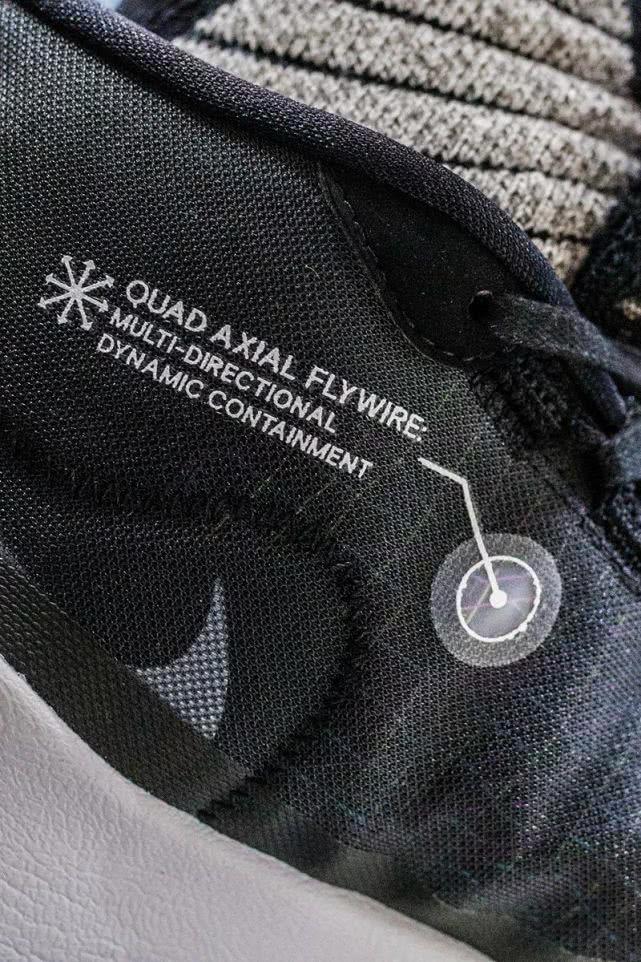 QUAD AXIAL FLYWIRE:
MULTI-DIRECTIONAL
DYNAMIC CONTAINMENT